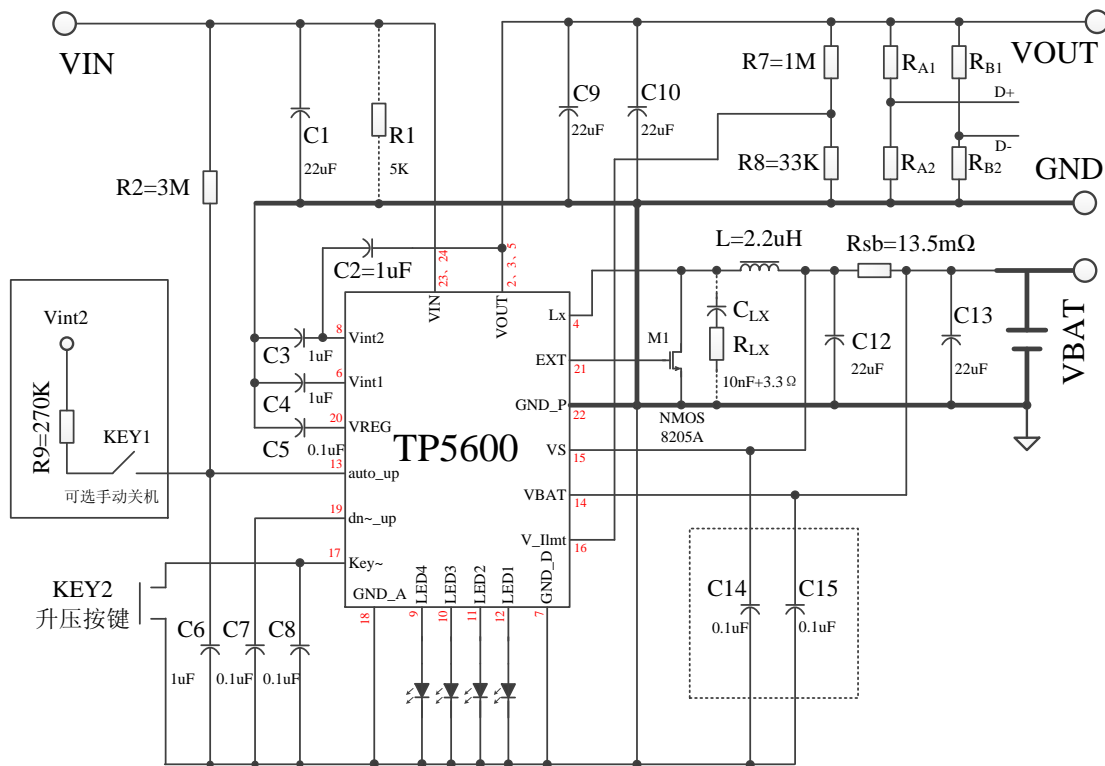 VIN
VOUT
R7=1M
RA1
RB1
C9
C10
D+
C1
R1
22uF
22uF
D-
22uF
5K
R8=33K
RA2
RB2
GND
R2=3M
L=2.2uH
Rsb=13.5mΩ
C2=1uF
23、24
2、3、5
VIN
VOUT
Lx
4
Vint2
8
Vint2
C3
1uF
CLX
C13
M1
RLX
C12
EXT
21
6
Vint1
C4
1uF
22uF
22uF
10nF+3.3Ω
VBAT
GND_P
22
NMOS
8205A
R9=270K
KEY1
20
VREG
C5
0.1uF
TP5600
VS
15
13
auto_up
可选手动关机
VBAT
14
19
dn~_up
V_Ilmt
16
17
Key~
KEY2
升压按键
GND_A
LED4
LED3
LED2
LED1
GND_D
18
9
10
11
12
7
C14
C15
0.1uF
0.1uF
C6
C7
C8
1uF
0.1uF
0.1uF